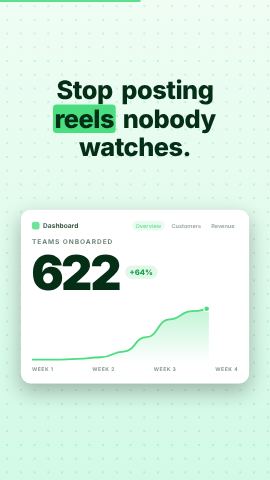 Stop posting
reels nobody
watches.
Dashboard
Overview Customers Revenue
TEAMS ONBOARDED
622 +64%
WEEK 1 WEEK 2 WEEK 3 WEEK 4